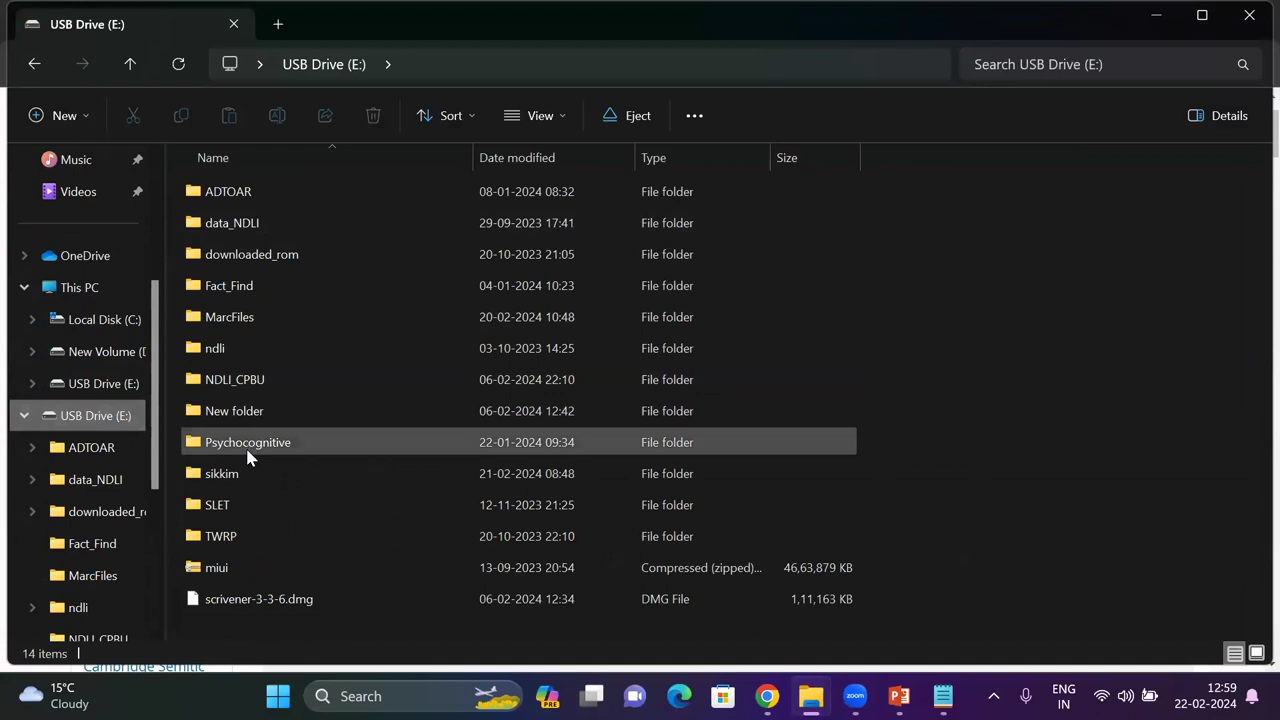 USB Drive (E:)
USB Drive (E:)
Search USB Drive (E:)
New
Sort
View
Eject
Details
Music
Videos
OneDrive
This PC
Local Disk (C:)
New Volume (D
USB Drive (E:)
USB Drive (E:)
ADTOAR
data_NDLI
downloaded_ro
Fact_Find
MarcFiles
ndli
NDLI_CPBU
Name Date modified Type Size
ADTOAR 08-01-2024 08:32 File folder
data_NDLI 29-09-2023 17:41 File folder
downloaded_rom 20-10-2023 21:05 File folder
Fact_Find 04-01-2024 10:23 File folder
MarcFiles 20-02-2024 10:48 File folder
ndli 03-10-2023 14:25 File folder
NDLI_CPBU 06-02-2024 22:10 File folder
New folder 06-02-2024 12:42 File folder
Psychocognitive 22-01-2024 09:34 File folder
sikkim 21-02-2024 08:48 File folder
SLET 12-11-2023 21:25 File folder
TWRP 20-10-2023 22:10 File folder
miui 13-09-2023 20:54 Compressed (zipped)... 46,63,879 KB
scrivener-3-3-6.dmg 06-02-2024 12:34 DMG File 1,11,163 KB
14 items
Cambridge Semitic
15°C
Cloudy
Search
PRE
zoom
ENG
IN
12:59
22-02-2024